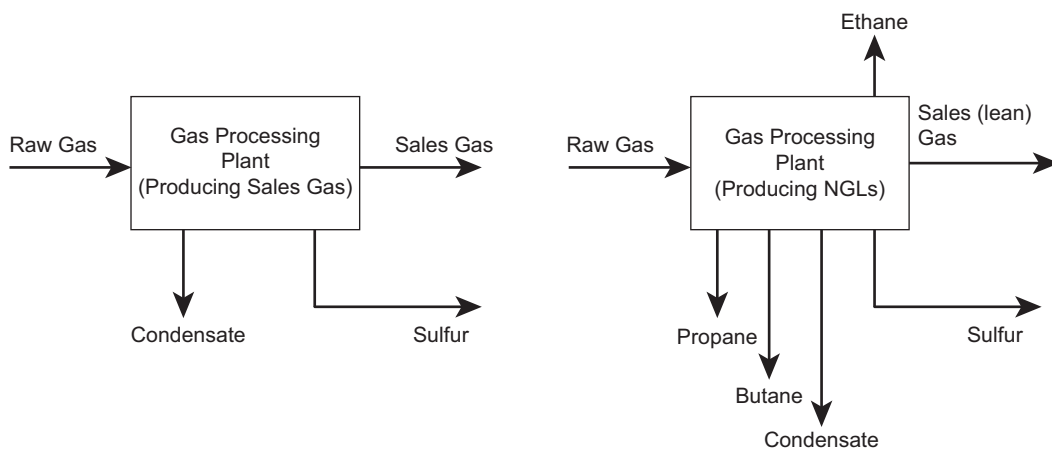 Raw Gas
Gas Processing
Plant
(Producing Sales Gas)
Sales Gas
Condensate
Sulfur
Ethane
Raw Gas
Gas Processing
Plant
(Producing NGLs)
Sales (lean)
Gas
Propane
Butane
Condensate
Sulfur